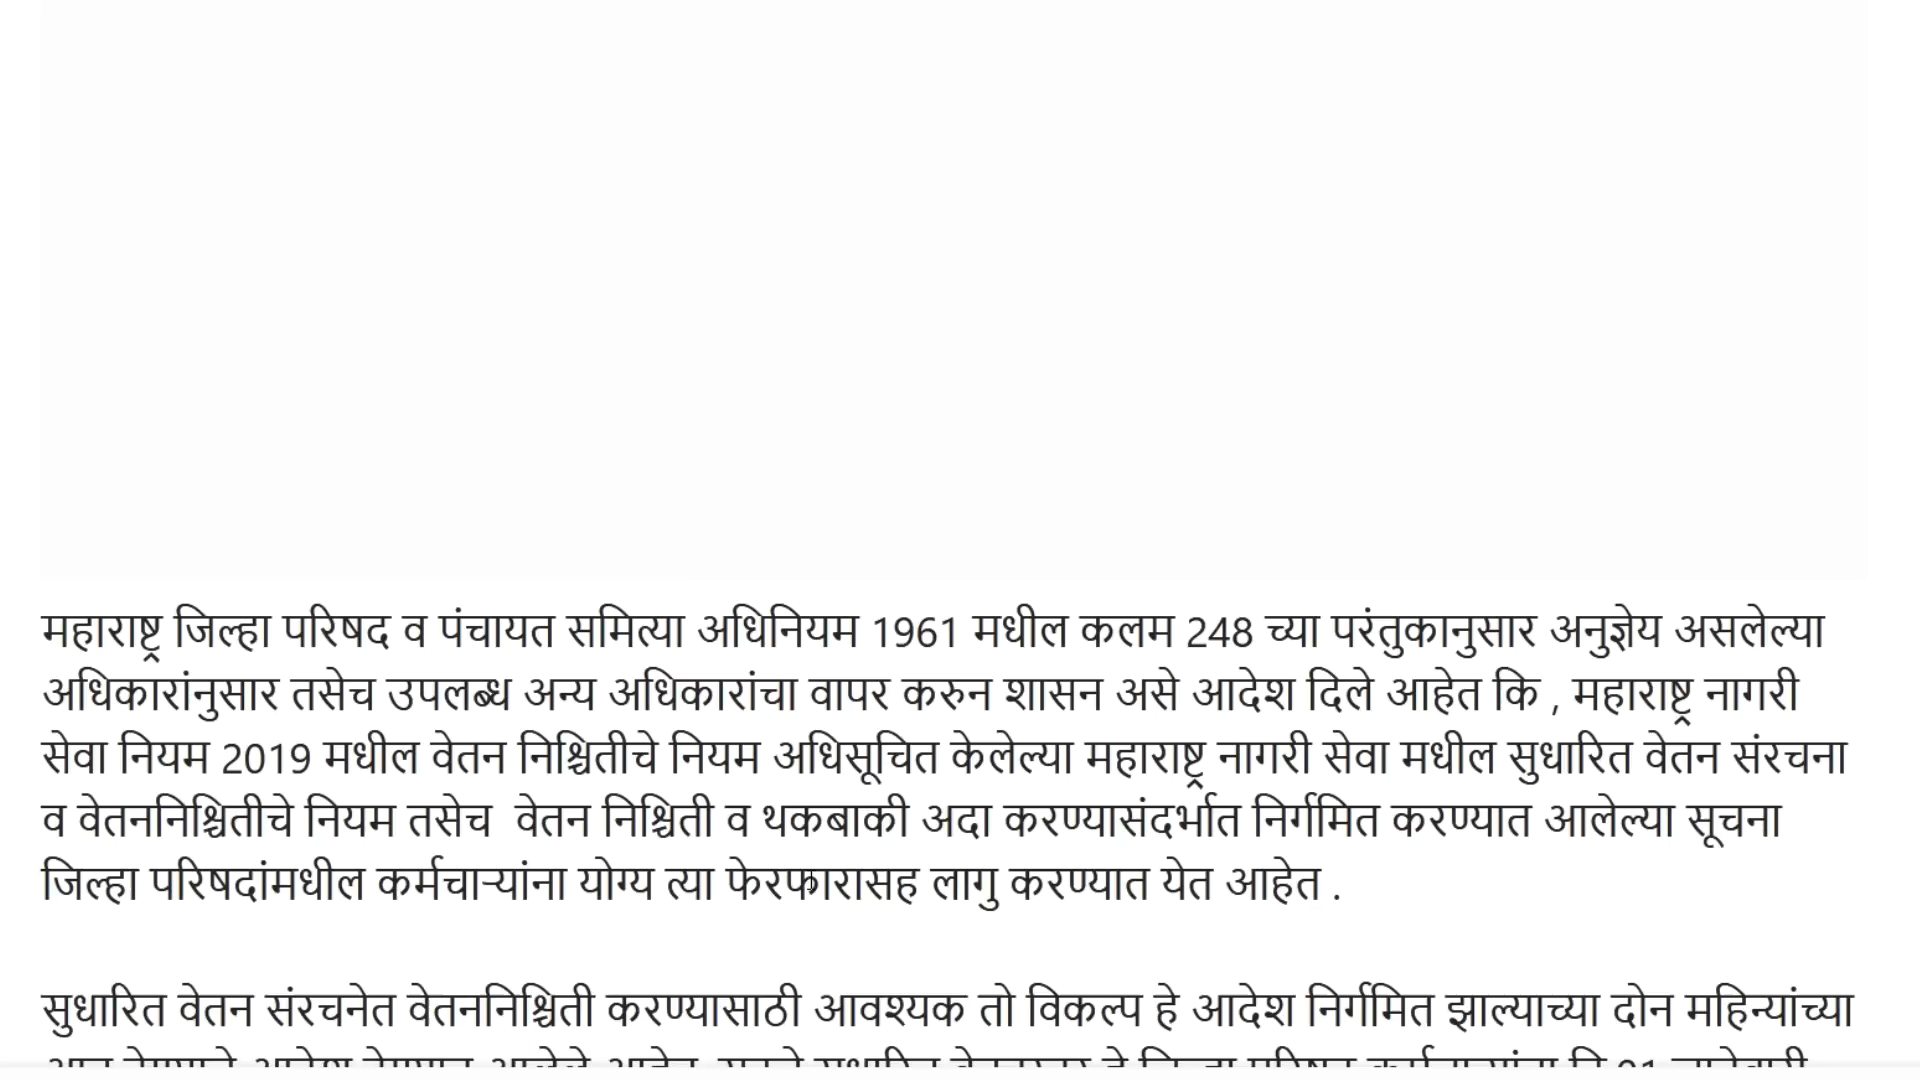 महाराष्ट्र जिल्हा परिषद व पंचायत समित्या अधिनियम 1961 मधील कलम 248 च्या परंतुकानुसार अनुज्ञेय असलेल्या
अधिकारांनुसार तसेच उपलब्ध अन्य अधिकारांचा वापर करुन शासन असे आदेश दिले आहेत कि , महाराष्ट्र नागरी
सेवा नियम 2019 मधील वेतन निश्चितीचे नियम अधिसूचित केलेल्या महाराष्ट्र नागरी सेवा मधील सुधारित वेतन संरचना
व वेतननिश्चितीचे नियम तसेच वेतन निश्चिती व थकबाकी अदा करण्यासंदर्भात निर्गमित करण्यात आलेल्या सूचना
जिल्हा परिषदांमधील कर्मचाऱ्यांना योग्य त्या फेरफारासह लागु करण्यात येत आहेत .
सुधारित वेतन संरचनेत वेतननिश्चिती करण्यासाठी आवश्यक तो विकल्प हे आदेश निर्गमित झाल्याच्या दोन महिन्यांच्या